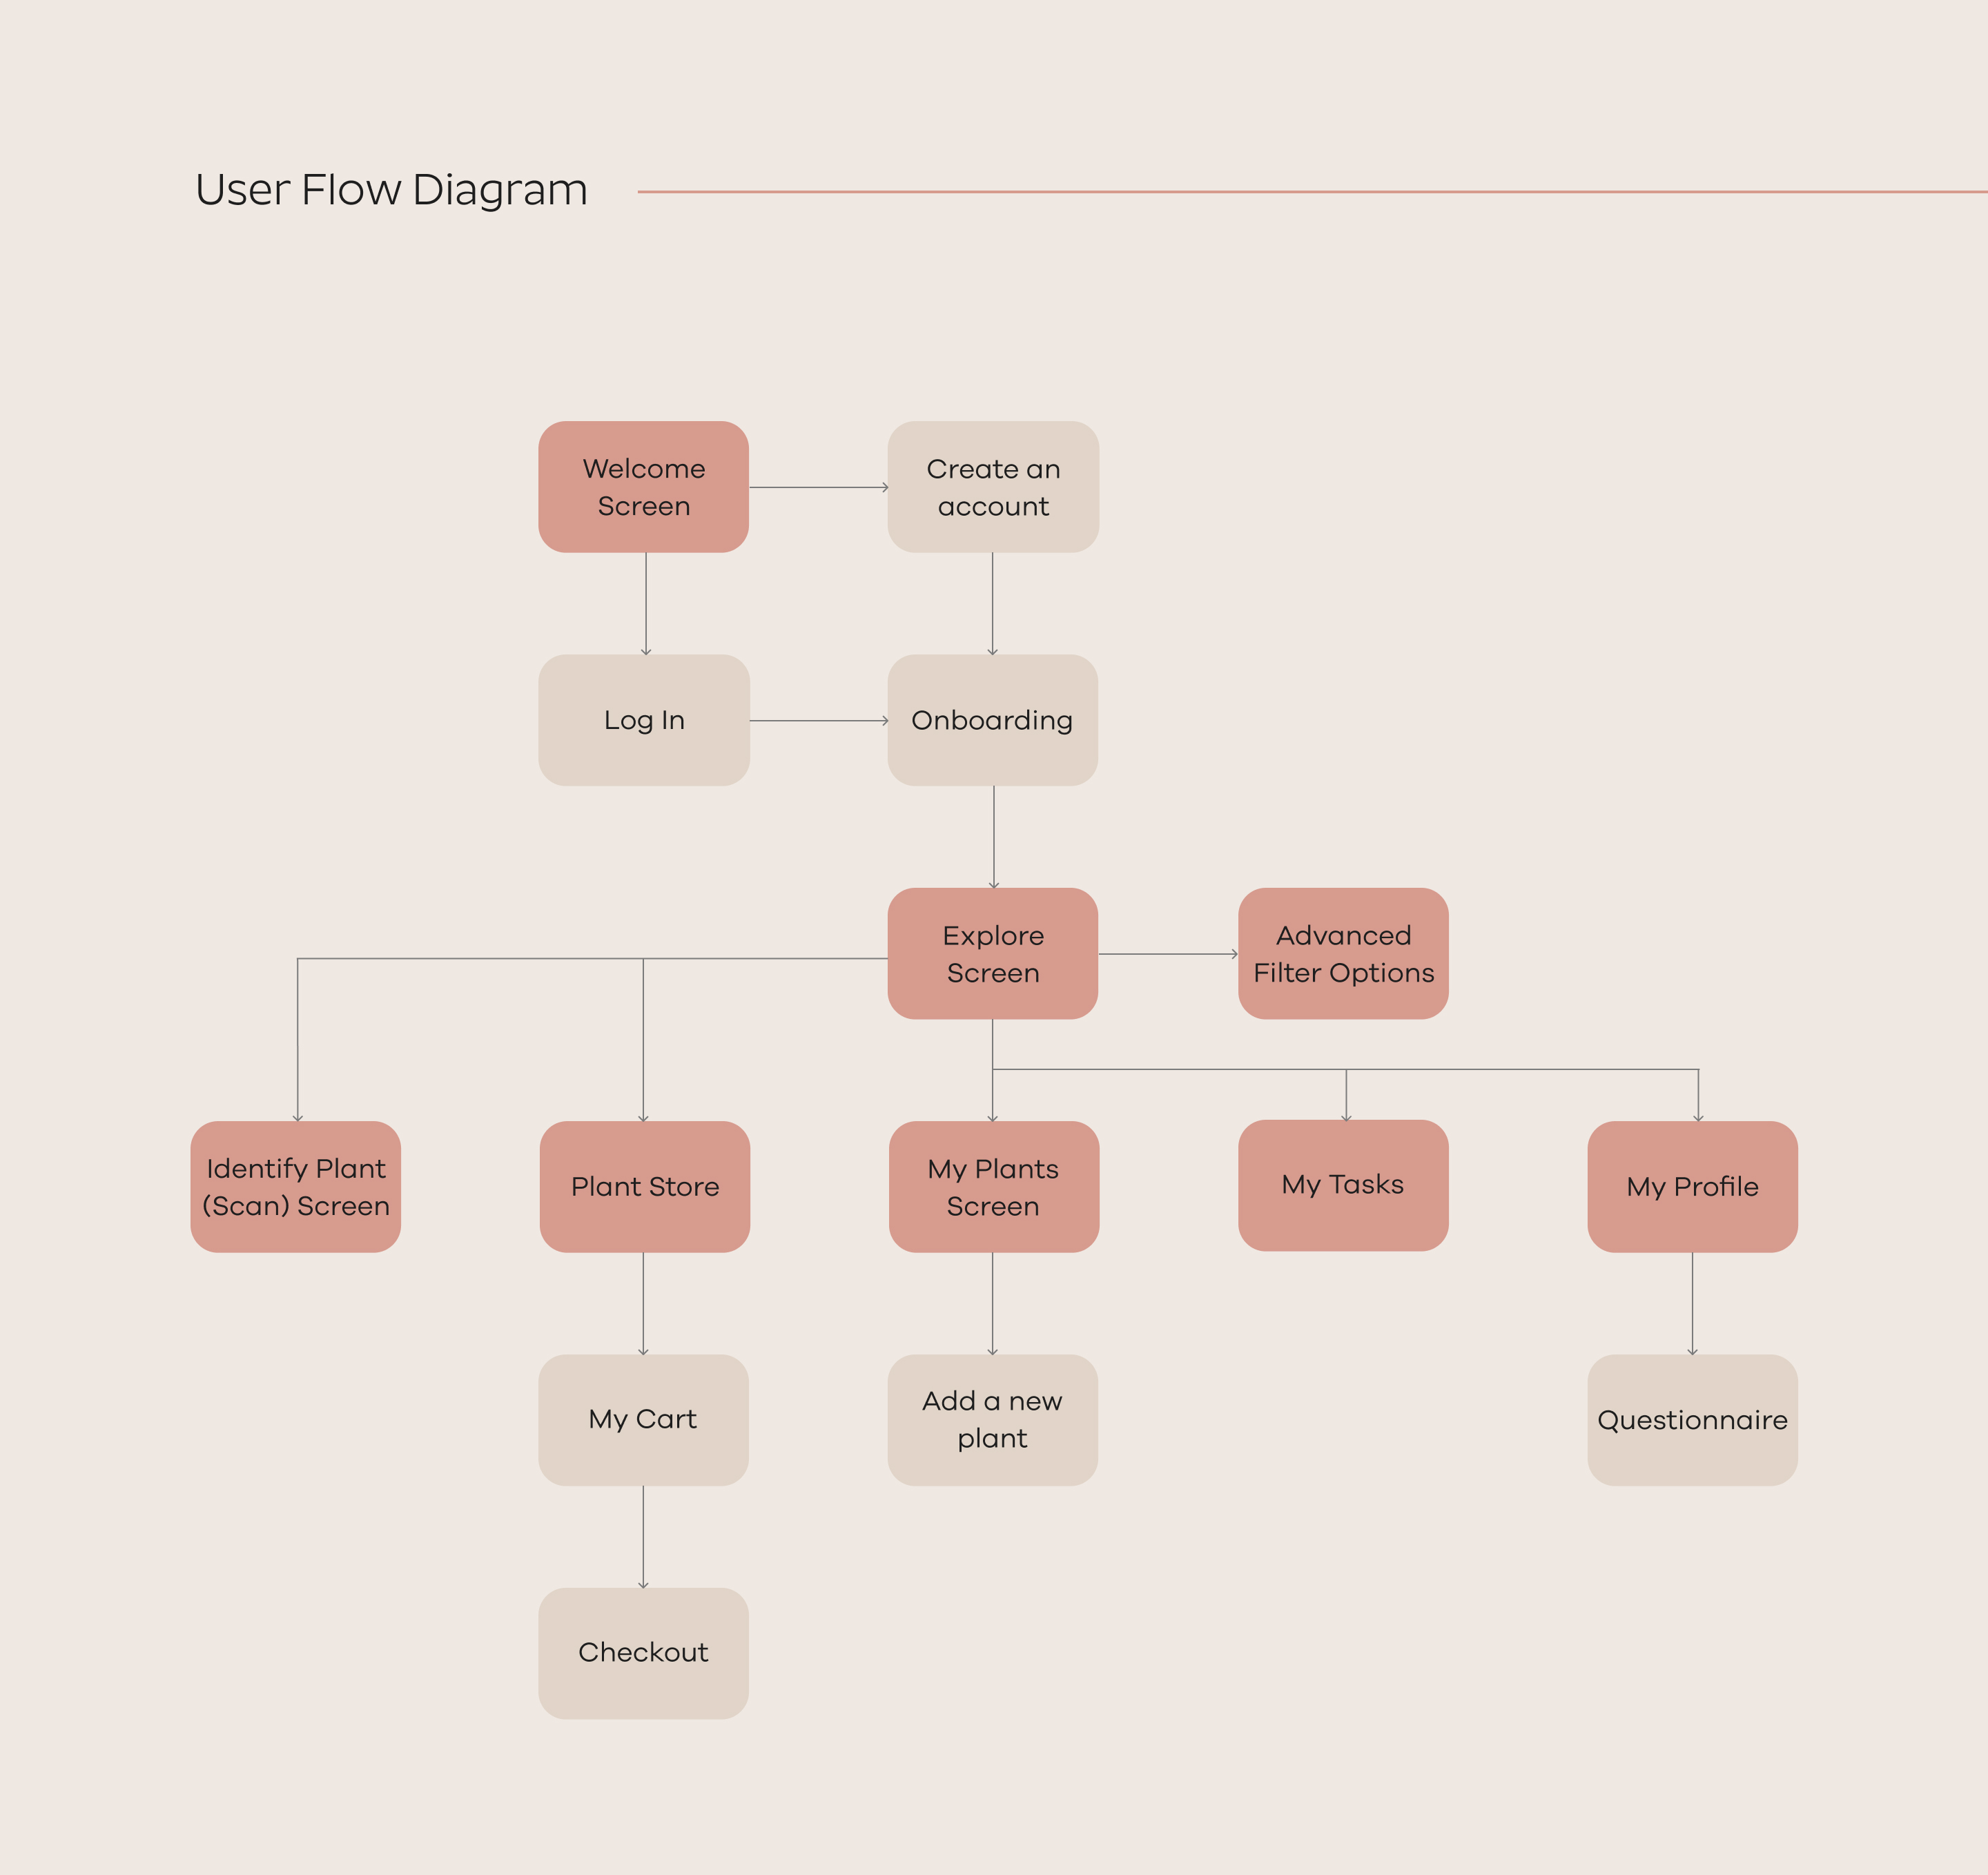 User Flow Diagram
Welcome
Screen
Create an
account
Log In
Onboarding
Explore
Screen
Advanced
Filter Options
Identify Plant
(Scan) Screen
Plant Store
My Plants
Screen
My Tasks
My Profile
My Cart
Add a new
plant
Questionnaire
Checkout